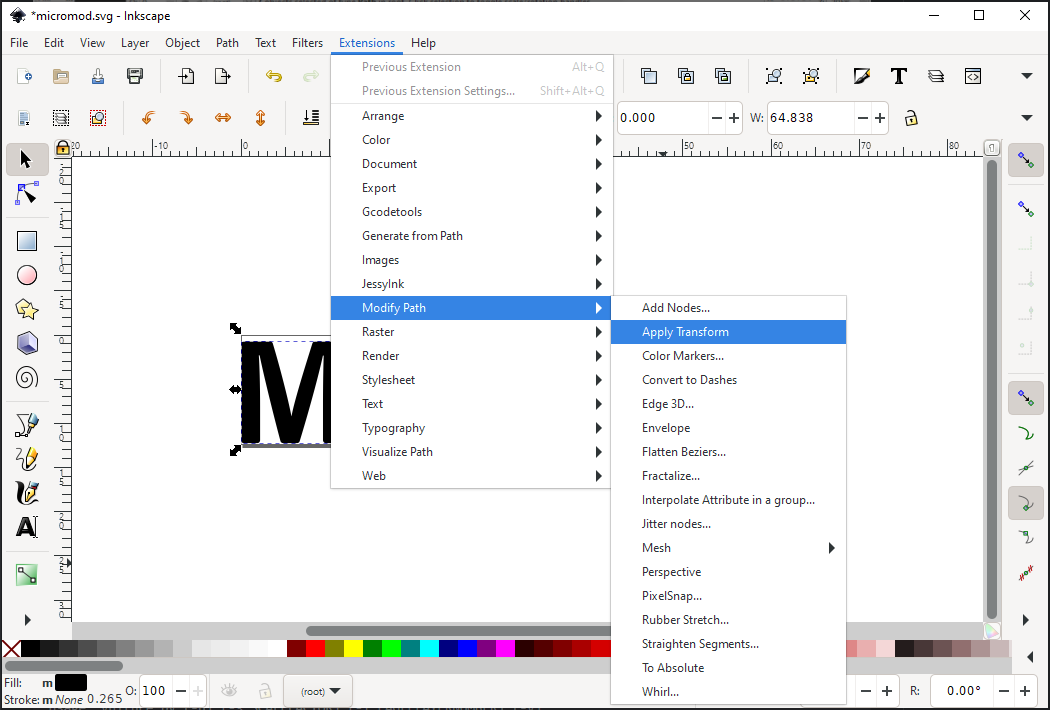 *micromod.svg - Inkscape
File Edit View Layer Object Path Text Filters Extensions Help
Previous Extension Alt+Q
Previous Extension Settings... Shift+Alt+Q
Arrange
Color
Document
Export
Gcodetools
Generate from Path
Images
JessyInk
Modify Path
Raster
Render
Stylesheet
Text
Typography
Visualize Path
Web
Add Nodes...
Apply Transform
Color Markers...
Convert to Dashes
Edge 3D...
Envelope
Flatten Beziers...
Fractalize...
Interpolate Attribute in a group...
Jitter nodes...
Mesh
Perspective
PixelSnap...
Rubber Stretch...
Straighten Segments...
To Absolute
Whirl...
0.000 W: 64.838
-10 0 50 60 70 80
M
Fill: m
Stroke: m None 0.265 O: 100 (root) R: 0.00°